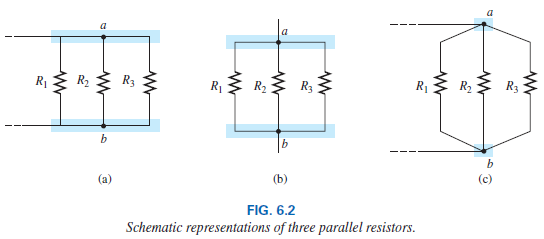 a a a
R1 R2 R3 R1 R2 R3 R1 R2 R3
b b b
(a) (b) (c)
FIG. 6.2
Schematic representations of three parallel resistors.